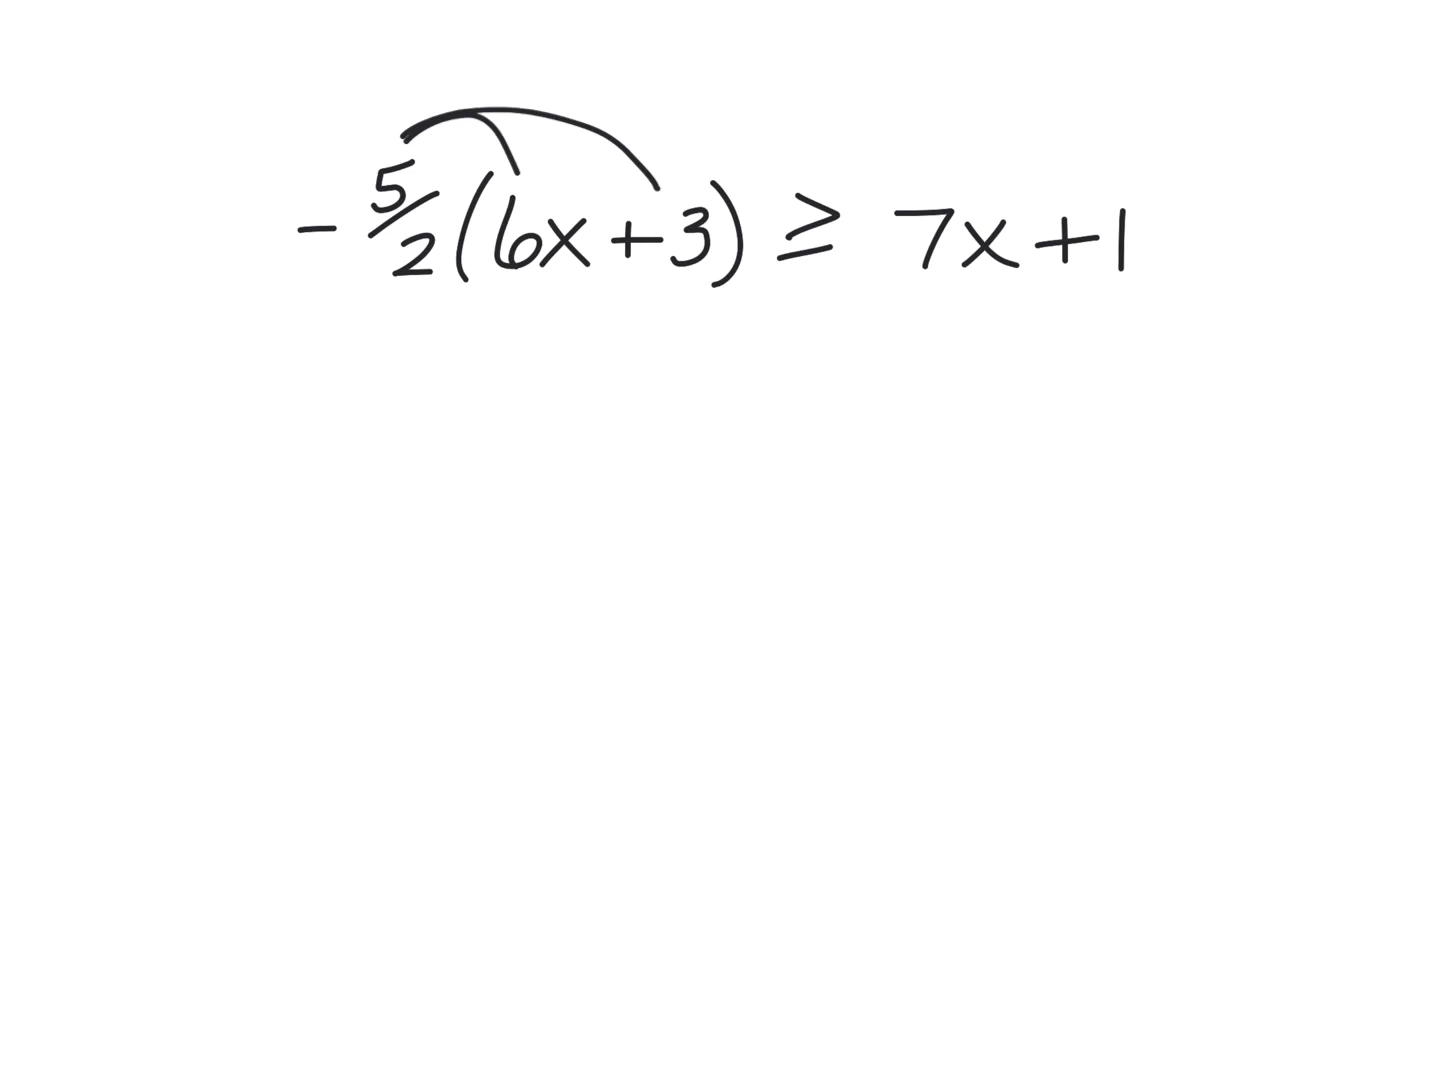 - 5/2 (6x + 3) ≥ 7x + 1